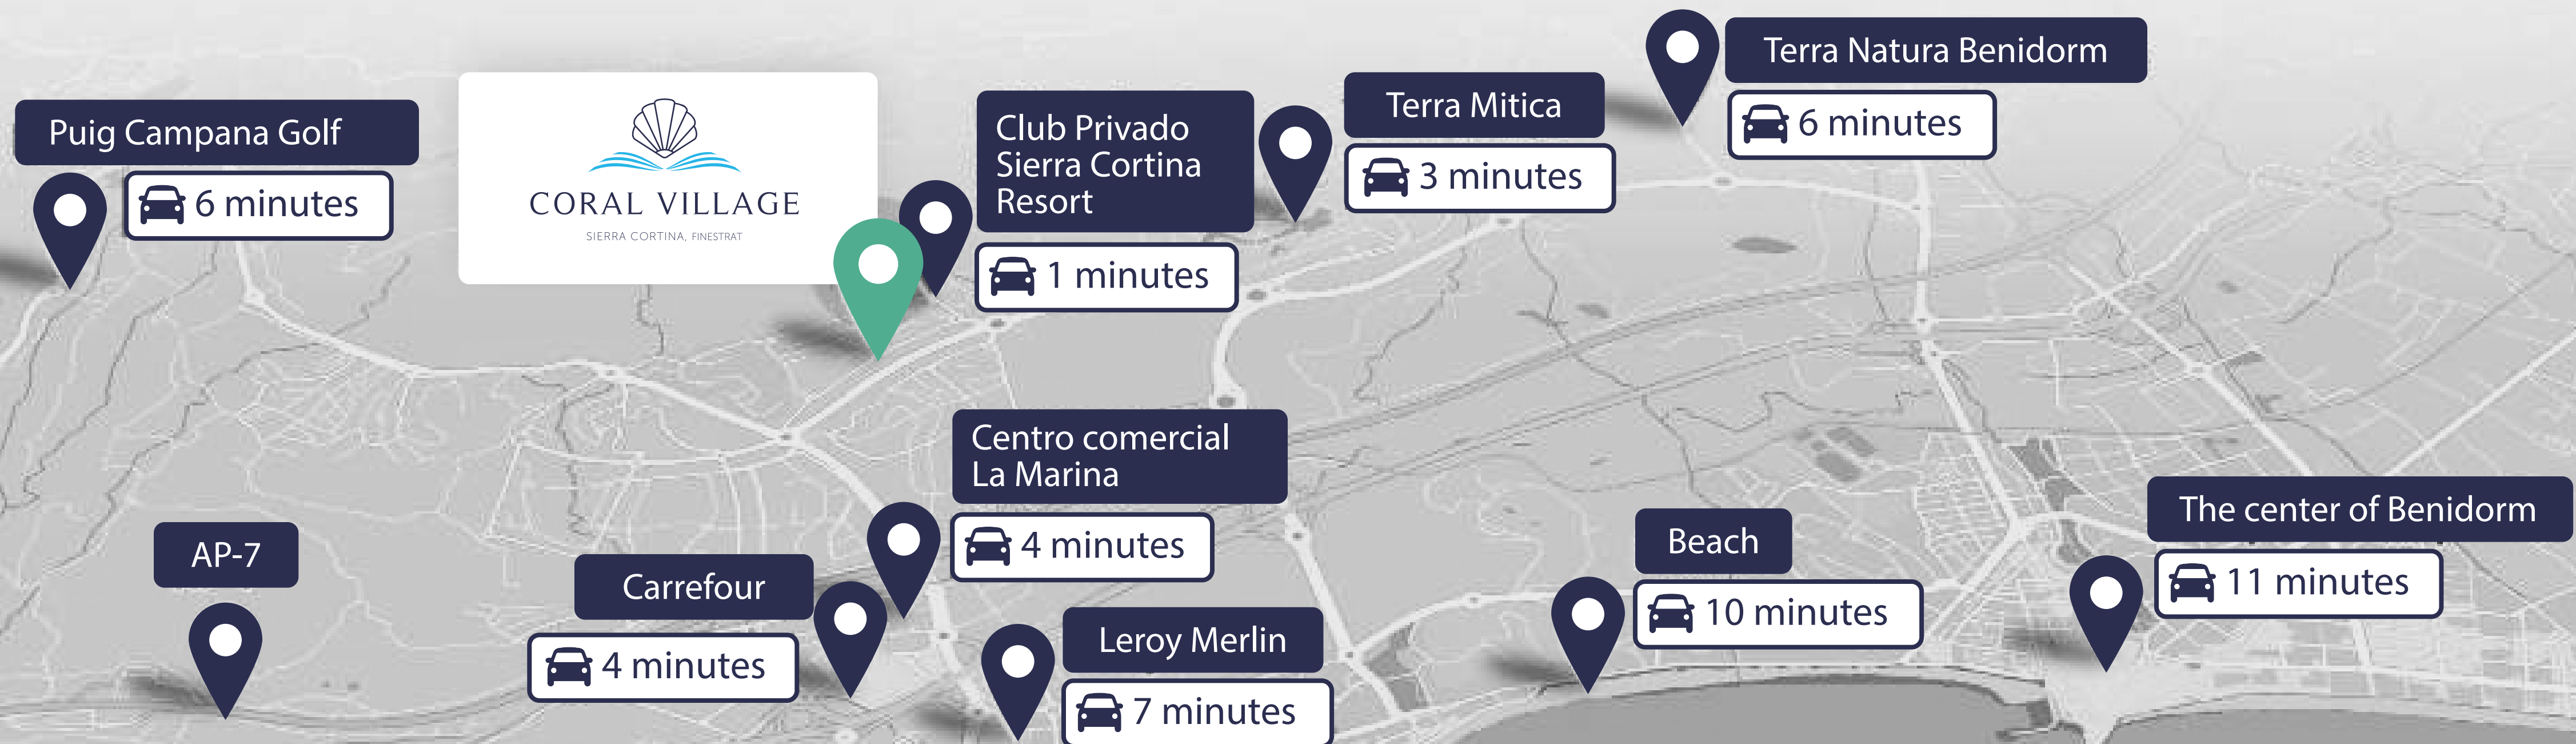 Terra Natura Benidorm
6 minutes
Terra Mitica
3 minutes
Puig Campana Golf
6 minutes
CORAL VILLAGE
SIERRA CORTINA, FINESTRAT
Club Privado
Sierra Cortina
Resort
1 minutes
Centro comercial
La Marina
4 minutes
AP-7
Carrefour
4 minutes
Leroy Merlin
7 minutes
Beach
10 minutes
The center of Benidorm
11 minutes